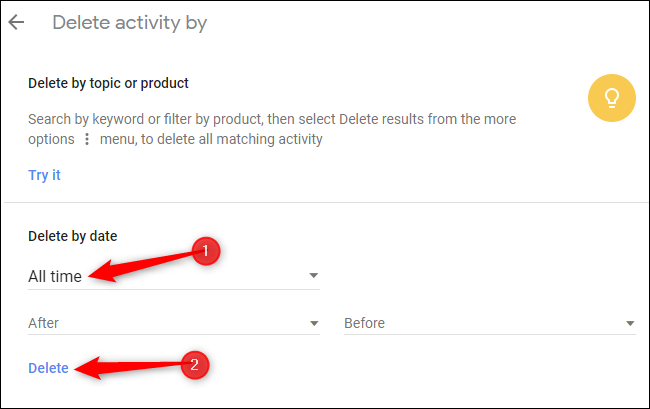 Delete activity by
Delete by topic or product
Search by keyword or filter by product, then select Delete results from the more
options ⋮ menu, to delete all matching activity
Try it
Delete by date
1
All time
After Before
2
Delete